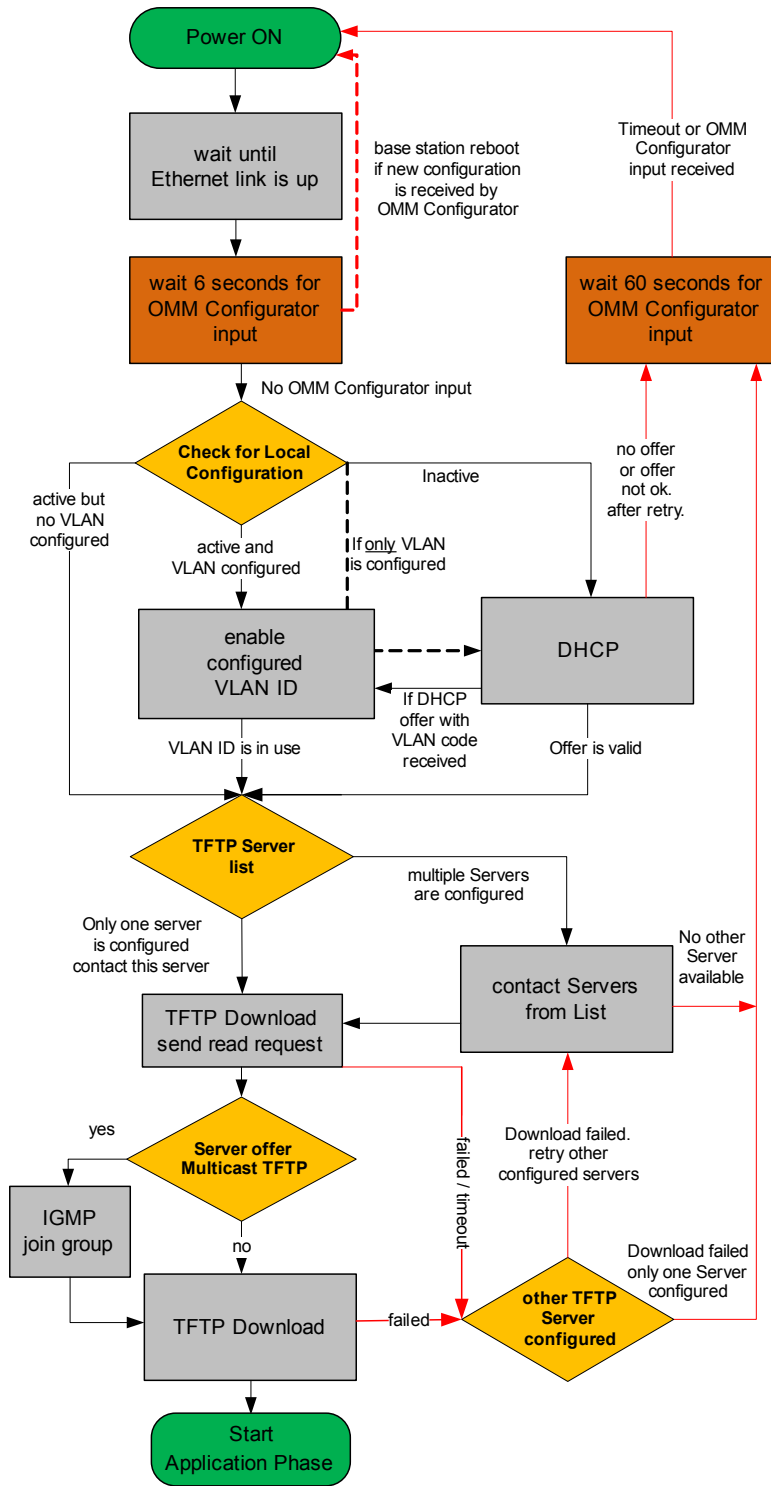 Power ON
wait until
Ethernet link is up
base station reboot
if new configuration
is received by
OMM Configurator
Timeout or OMM
Configurator
input received
wait 6 seconds for
OMM Configurator
input
wait 60 seconds for
OMM Configurator
input
No OMM Configurator input
Check for Local
Configuration
Inactive
no offer
or offer
not ok.
after retry.
active but
no VLAN
configured
active and
VLAN configured
If only VLAN
is configured
enable
configured
VLAN ID
DHCP
If DHCP
offer with
VLAN code
received
VLAN ID is in use
Offer is valid
TFTP Server
list
multiple Servers
are configured
Only one server
is configured
contact this server
No other
Server
available
contact Servers
from List
TFTP Download
send read request
yes
Server offer
Multicast TFTP
failed / timeout
Download failed.
retry other
configured servers
IGMP
join group
no
Download failed
only one Server
configured
TFTP Download
failed
other TFTP
Server
configured
Start
Application Phase